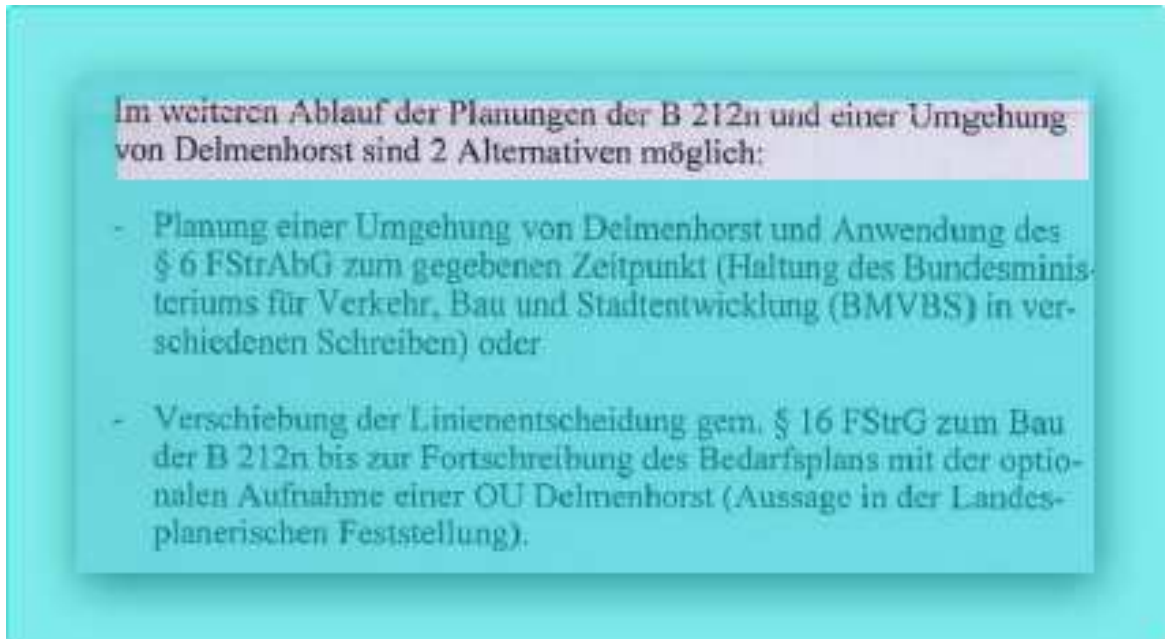 Im weiteren Ablauf der Planungen der B 212n und einer Umgehung
von Delmenhorst sind 2 Alternativen möglich:
- Planung einer Umgehung von Delmenhorst und Anwendung des
§ 6 FStrAbG zum gegebenen Zeitpunkt (Haltung des Bundesminis-
teriums für Verkehr, Bau und Stadtentwicklung (BMVBS) in ver-
schiedenen Schreiben) oder
- Verschiebung der Linienentscheidung gem. § 16 FStrG zum Bau
der B 212n bis zur Fortschreibung des Bedarfsplans mit der optio-
nalen Aufnahme einer OU Delmenhorst (Aussage in der Landes-
planerischen Feststellung).